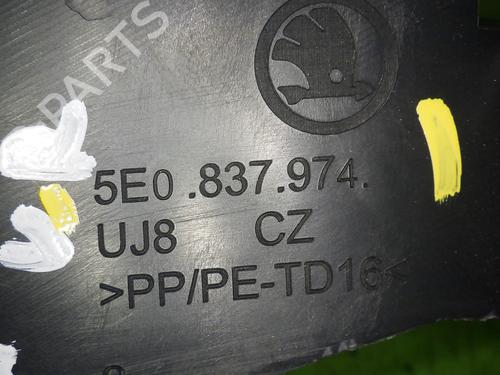 PARTS
5E0 .837.974.
UJ8 CZ
>PP/PE-TD16<